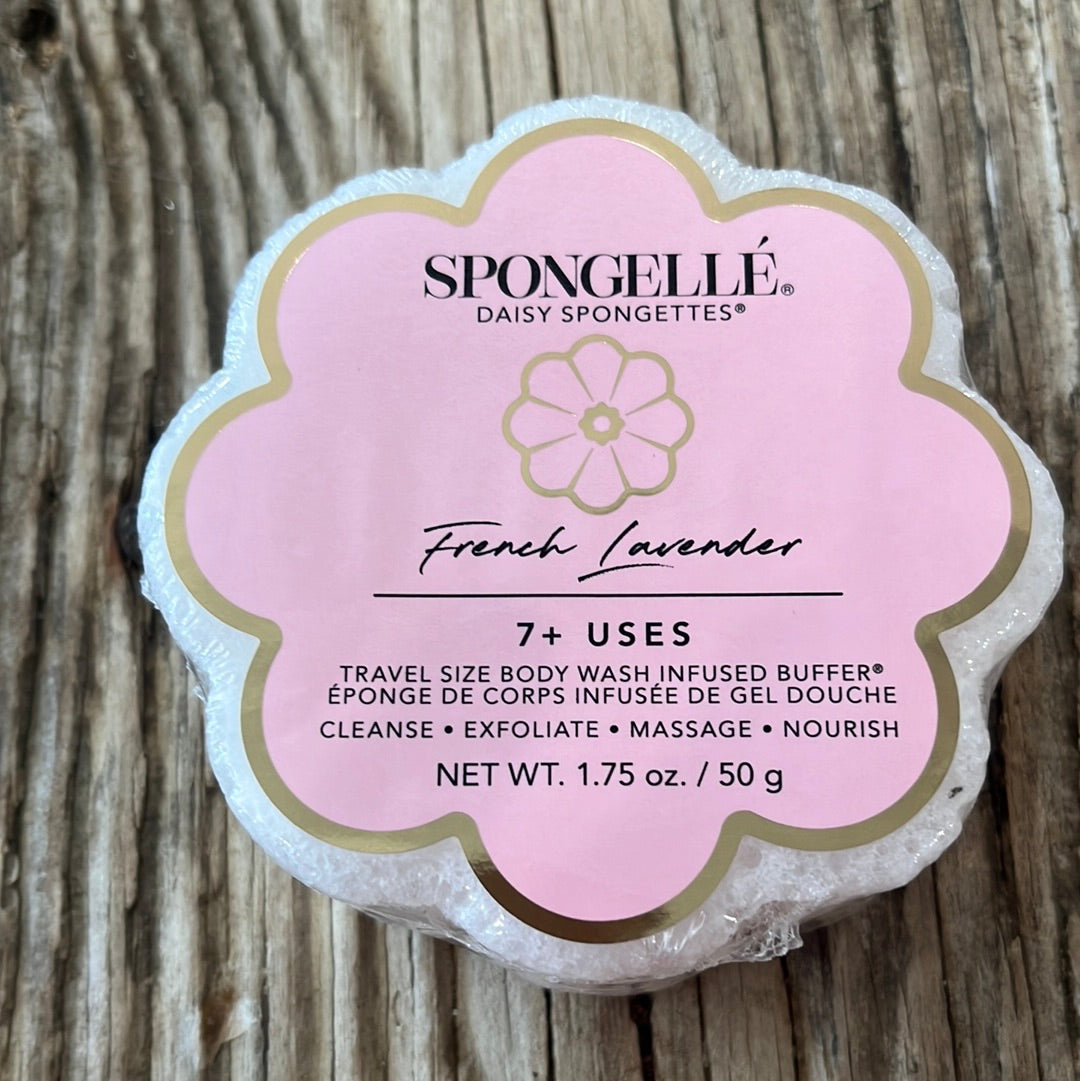 SPONGELLÉ®
DAISY SPONGETTES®
French Lavender
7+ USES
TRAVEL SIZE BODY WASH INFUSED BUFFER®
ÉPONGE DE CORPS INFUSÉE DE GEL DOUCHE
CLEANSE • EXFOLIATE • MASSAGE • NOURISH
NET WT. 1.75 oz. / 50 g